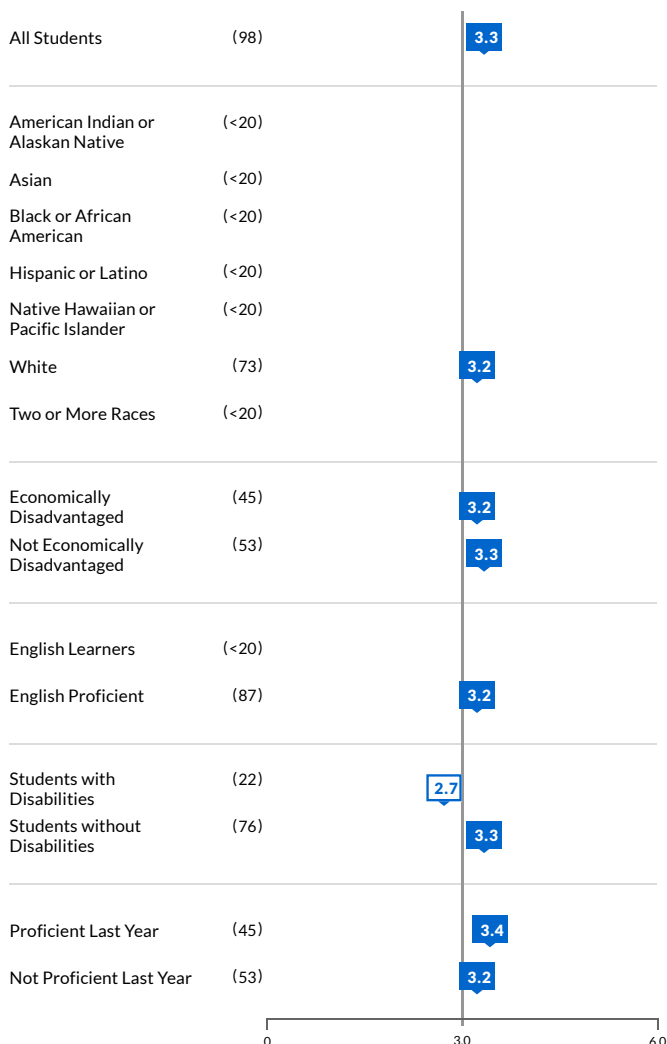 All Students (98) 3.3
American Indian or (<20)
Alaskan Native
Asian (<20)
Black or African (<20)
American
Hispanic or Latino (<20)
Native Hawaiian or (<20)
Pacific Islander
White (73) 3.2
Two or More Races (<20)
Economically (45) 3.2
Disadvantaged
Not Economically (53) 3.3
Disadvantaged
English Learners (<20)
English Proficient (87) 3.2
Students with (22) 2.7
Disabilities
Students without (76) 3.3
Disabilities
Proficient Last Year (45) 3.4
Not Proficient Last Year (53) 3.2
0 3.0 6.0